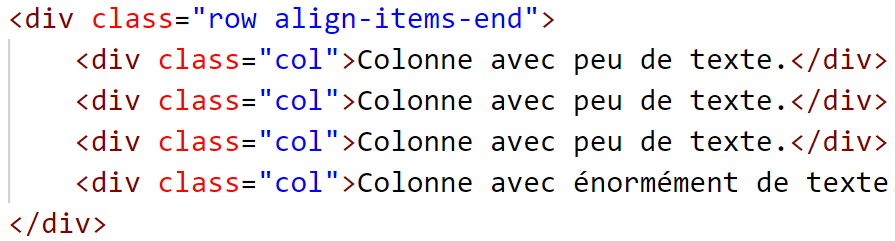 <div class="row align-items-end">
    <div class="col">Colonne avec peu de texte.</div>
    <div class="col">Colonne avec peu de texte.</div>
    <div class="col">Colonne avec peu de texte.</div>
    <div class="col">Colonne avec énormément de texte
</div>